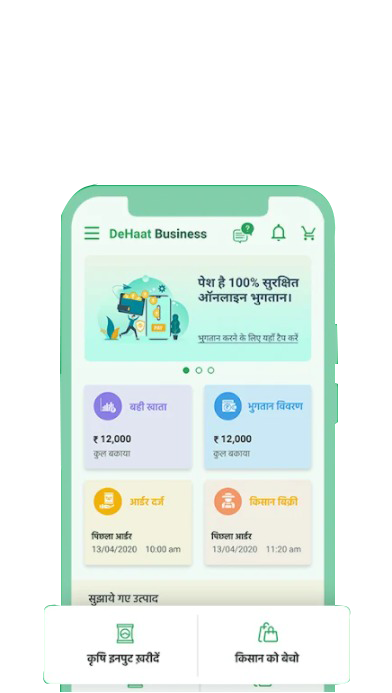 DeHaat Business
?
पेश है 100% सुरक्षित
ऑनलाइन भुगतान।
भुगतान करने के लिए यहाँ टैप करें
बही खाता
भुगतान विवरण
₹ 12,000
₹ 12,000
कुल बकाया
कुल बकाया
आर्डर दर्ज
किसान बिक्री
पिछला आर्डर
पिछला आर्डर
13/04/2020 10:00 am
13/04/2020 11:20 am
सुझाये गए उत्पाद
कृषि इनपुट ख़रीदें
किसान को बेचो